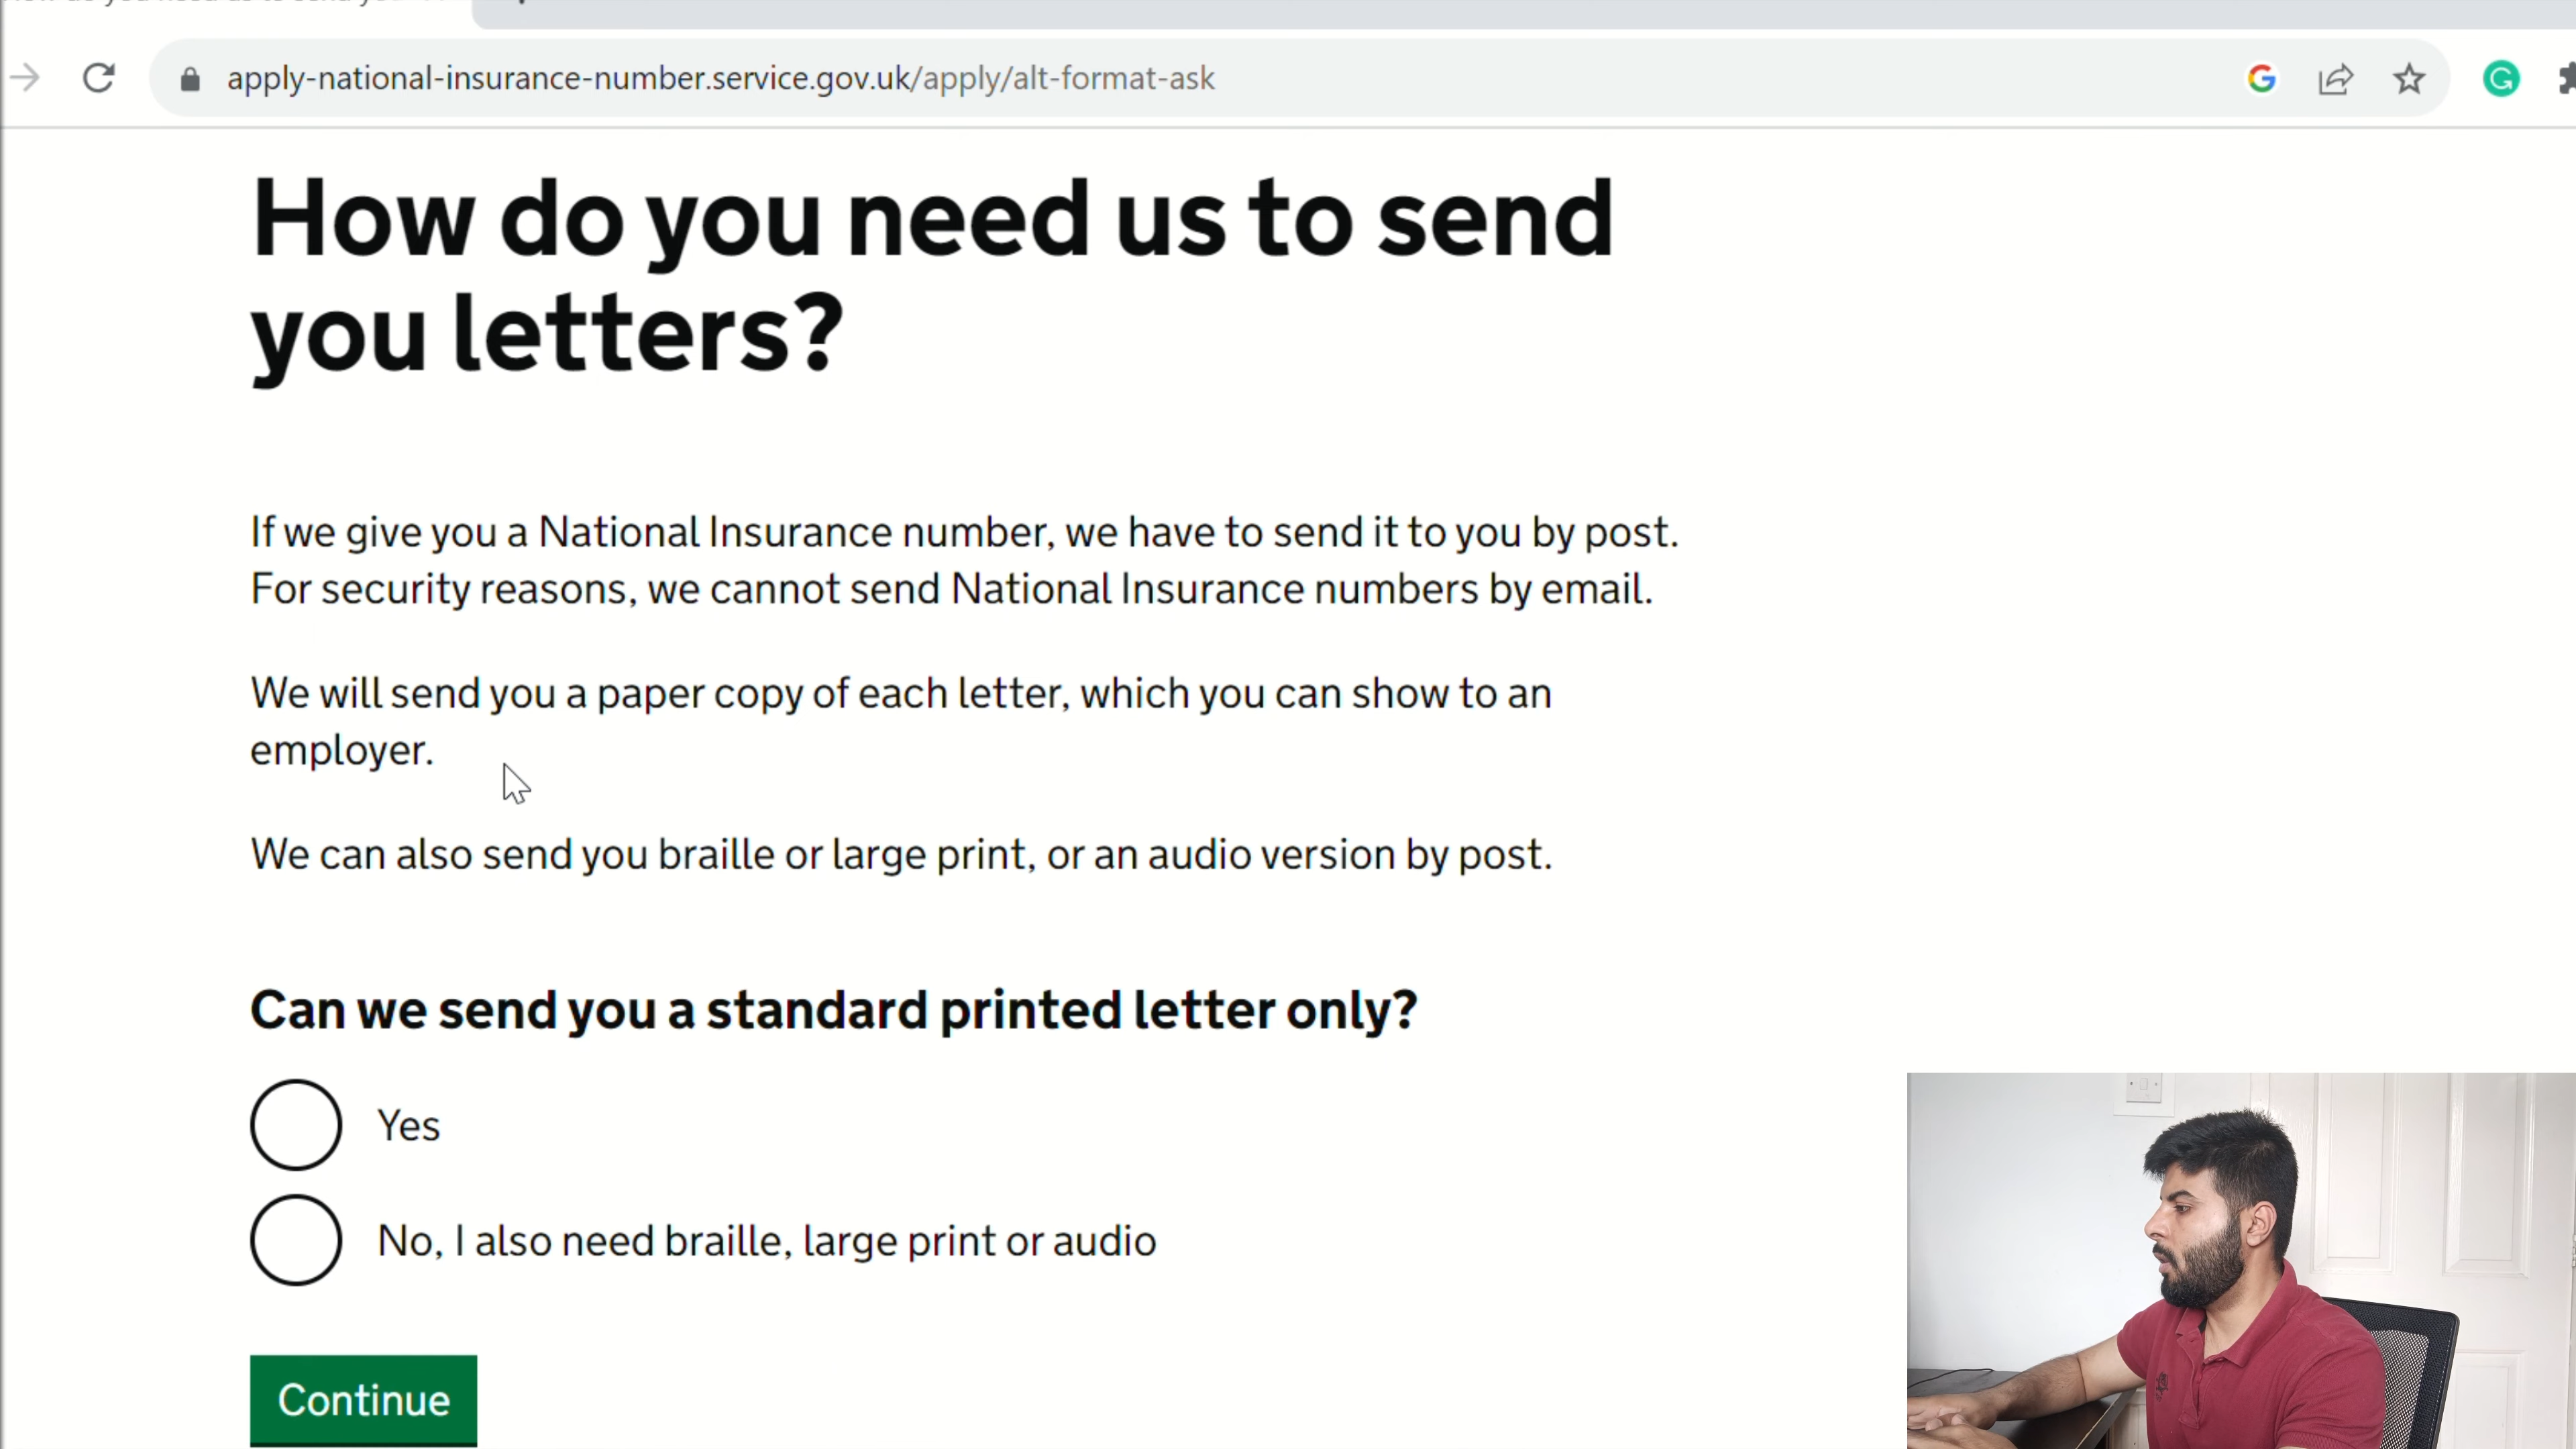 apply-national-insurance-number.service.gov.uk/apply/alt-format-ask
How do you need us to send
you letters?
If we give you a National Insurance number, we have to send it to you by post.
For security reasons, we cannot send National Insurance numbers by email.
We will send you a paper copy of each letter, which you can show to an
employer.
We can also send you braille or large print, or an audio version by post.
Can we send you a standard printed letter only?
Yes
No, I also need braille, large print or audio
Continue